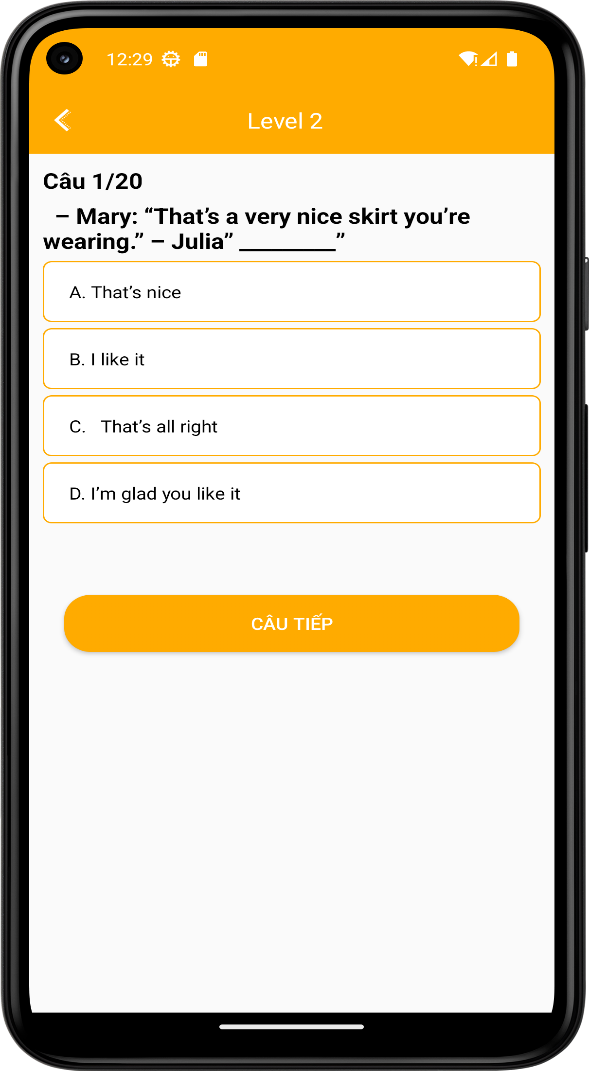 12:29
Level 2
Câu 1/20
– Mary: “That’s a very nice skirt you’re
wearing.” – Julia” _________”
A. That’s nice
B. I like it
C.   That’s all right
D. I’m glad you like it
CÂU TIẾP